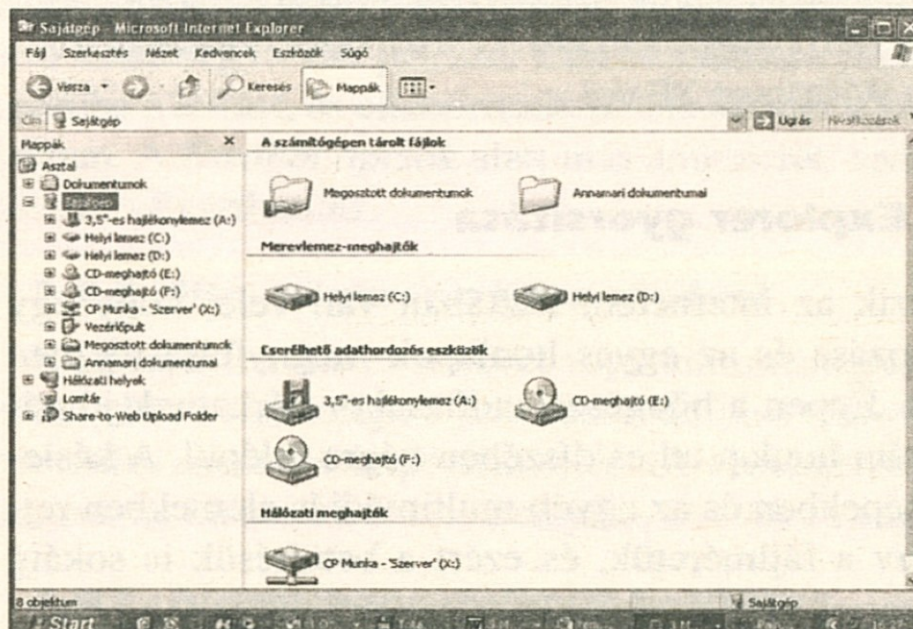 Sajátgép - Microsoft Internet Explorer
Fájl Szerkesztés Nézet Kedvencek Eszközök Súgó
Vissza Keresés Mappák
Cím Sajátgép Ugrás Hivatkozások
Mappák × A számítógépen tárolt fájlok
Asztal
Dokumentumok
Sajátgép
3,5"-es hajlékonylemez (A:)
Helyi lemez (C:)
Helyi lemez (D:)
CD-meghajtó (E:)
CD-meghajtó (F:)
CP Munka - 'Szerver' (X:)
Vezérlőpult
Megosztott dokumentumok
Annamari dokumentumai
Hálózati helyek
Lomtár
Share-to-Web Upload Folder
Megosztott dokumentumok Annamari dokumentumai
Merevlemez-meghajtók
Helyi lemez (C:) Helyi lemez (D:)
Cserélhető adathordozós eszközök
3,5"-es hajlékonylemez (A:) CD-meghajtó (E:)
CD-meghajtó (F:)
Hálózati meghajtók
CP Munka - 'Szerver' (X:)
8 objektum Sajátgép
Start 16:27